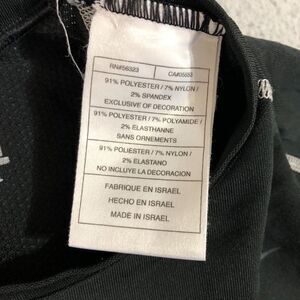 RN#56323
CA#05553
91% POLYESTER / 7% NYLON /
2% SPANDEX
EXCLUSIVE OF DECORATION
91% POLYESTER / 7% POLYAMIDE /
2% ELASTHANNE
SANS ORNEMENTS
91% POLIESTER / 7% NYLON /
2% ELASTANO
NO INCLUYE LA DECORACIÓN
FABRIQUE EN ISRAEL
HECHO EN ISRAEL
MADE IN ISRAEL